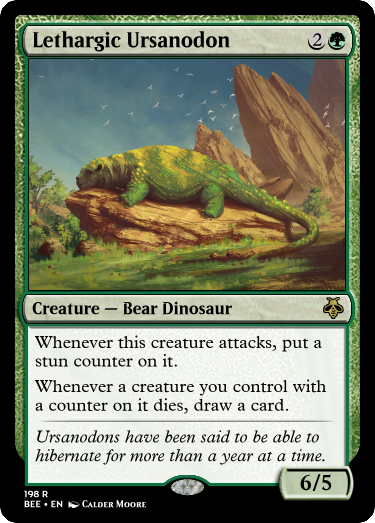 Lethargic Ursanodon 2
Creature — Bear Dinosaur
Whenever this creature attacks, put a
stun counter on it.
Whenever a creature you control with
a counter on it dies, draw a card.
Ursanodons have been said to be able to
hibernate for more than a year at a time.
6/5
198 R
BEE • EN Calder Moore